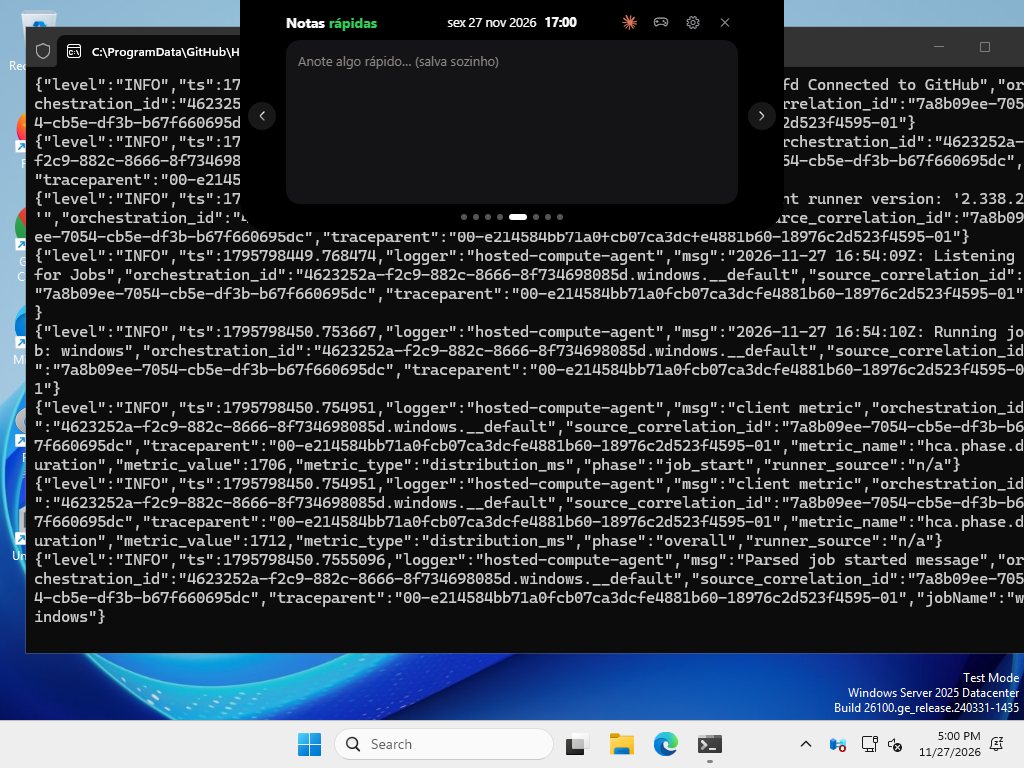 Notas rápidas
sex 27 nov 2026 17:00
Anote algo rápido... (salva sozinho)
C:\ProgramData\GitHub\H
{"level":"INFO","ts":17
fd Connected to GitHub","or
chestration_id":"4623252
correlation_id":"7a8b09ee-705
4-cb5e-df3b-b67f660695d
c2d523f4595-01"}
{"level":"INFO","ts":17
rchestration_id":"4623252a-
f2c9-882c-8666-8f734698
54-cb5e-df3b-b67f660695dc",
"traceparent":"00-e2145
{"level":"INFO","ts":17
nt runner version: '2.338.2
'","orchestration_id":"4
source_correlation_id":"7a8b09
ee-7054-cb5e-df3b-b67f660695dc","traceparent":"00-e214584bb71a0fcb07ca3dcfe4881b60-18976c2d523f4595-01"}
{"level":"INFO","ts":1795798449.768474,"logger":"hosted-compute-agent","msg":"2026-11-27 16:54:09Z: Listening
for Jobs","orchestration_id":"4623252a-f2c9-882c-8666-8f734698085d.windows.__default","source_correlation_id":
"7a8b09ee-7054-cb5e-df3b-b67f660695dc","traceparent":"00-e214584bb71a0fcb07ca3dcfe4881b60-18976c2d523f4595-01"
}
{"level":"INFO","ts":1795798450.753667,"logger":"hosted-compute-agent","msg":"2026-11-27 16:54:10Z: Running jo
b: windows","orchestration_id":"4623252a-f2c9-882c-8666-8f734698085d.windows.__default","source_correlation_id
":"7a8b09ee-7054-cb5e-df3b-b67f660695dc","traceparent":"00-e214584bb71a0fcb07ca3dcfe4881b60-18976c2d523f4595-0
1"}
{"level":"INFO","ts":1795798450.754951,"logger":"hosted-compute-agent","msg":"client metric","orchestration_id
":"4623252a-f2c9-882c-8666-8f734698085d.windows.__default","source_correlation_id":"7a8b09ee-7054-cb5e-df3b-b6
7f660695dc","traceparent":"00-e214584bb71a0fcb07ca3dcfe4881b60-18976c2d523f4595-01","metric_name":"hca.phase.d
uration","metric_value":1706,"metric_type":"distribution_ms","phase":"job_start","runner_source":"n/a"}
{"level":"INFO","ts":1795798450.754951,"logger":"hosted-compute-agent","msg":"client metric","orchestration_id
":"4623252a-f2c9-882c-8666-8f734698085d.windows.__default","source_correlation_id":"7a8b09ee-7054-cb5e-df3b-b6
7f660695dc","traceparent":"00-e214584bb71a0fcb07ca3dcfe4881b60-18976c2d523f4595-01","metric_name":"hca.phase.d
uration","metric_value":1712,"metric_type":"distribution_ms","phase":"overall","runner_source":"n/a"}
{"level":"INFO","ts":1795798450.7555096,"logger":"hosted-compute-agent","msg":"Parsed job started message","or
chestration_id":"4623252a-f2c9-882c-8666-8f734698085d.windows.__default","source_correlation_id":"7a8b09ee-705
4-cb5e-df3b-b67f660695dc","traceparent":"00-e214584bb71a0fcb07ca3dcfe4881b60-18976c2d523f4595-01","jobName":"w
indows"}
Test Mode
Windows Server 2025 Datacenter
Build 26100.ge_release.240331-1435
Search
5:00 PM
11/27/2026